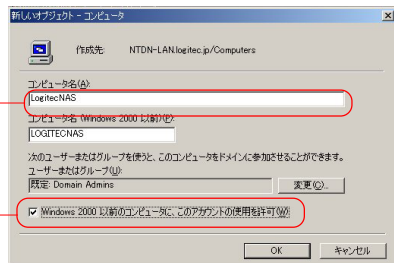 新しいオブジェクト - コンピュータ
作成先: NTDN-LAN.logitec.jp/Computers
コンピュータ名(A):
LogitecNAS
コンピュータ名 (Windows 2000 以前)(P):
LOGITECNAS
次のユーザーまたはグループを使うと、このコンピュータをドメインに参加させることができます。
ユーザーまたはグループ(U):
既定: Domain Admins
変更(C)...
Windows 2000 以前のコンピュータに、このアカウントの使用を許可(W)
OK キャンセル